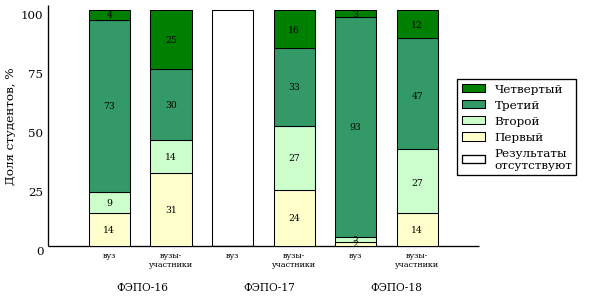 100
75
50
25
0
Доля студентов, %
4
73
9
14
25
30
14
31
16
33
27
24
3
93
2
2
12
47
27
14
Четвертый
Третий
Второй
Первый
Результаты
отсутствуют
вуз
вузы-
участники
вуз
вузы-
участники
вуз
вузы-
участники
ФЭПО-16
ФЭПО-17
ФЭПО-18